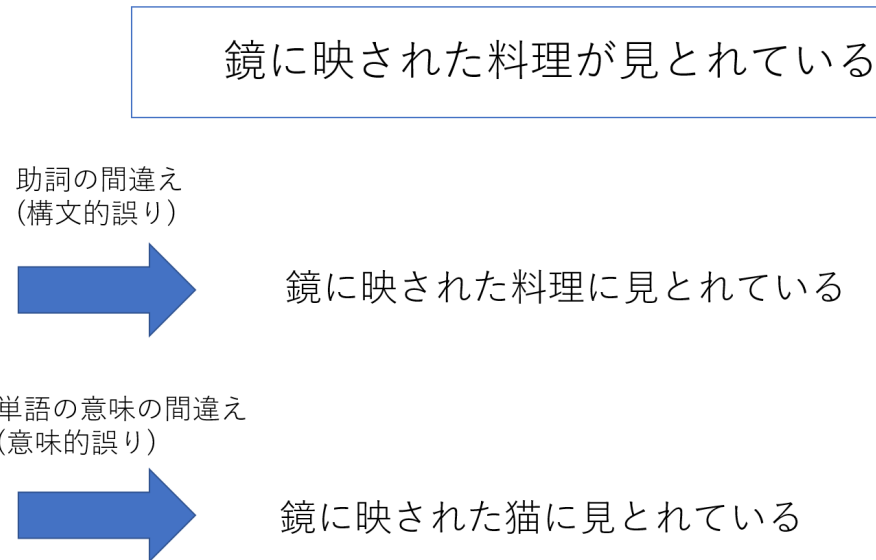 鏡に映された料理が見とれている
助詞の間違え
(構文的誤り)
鏡に映された料理に見とれている
単語の意味の間違え
(意味的誤り)
鏡に映された猫に見とれている